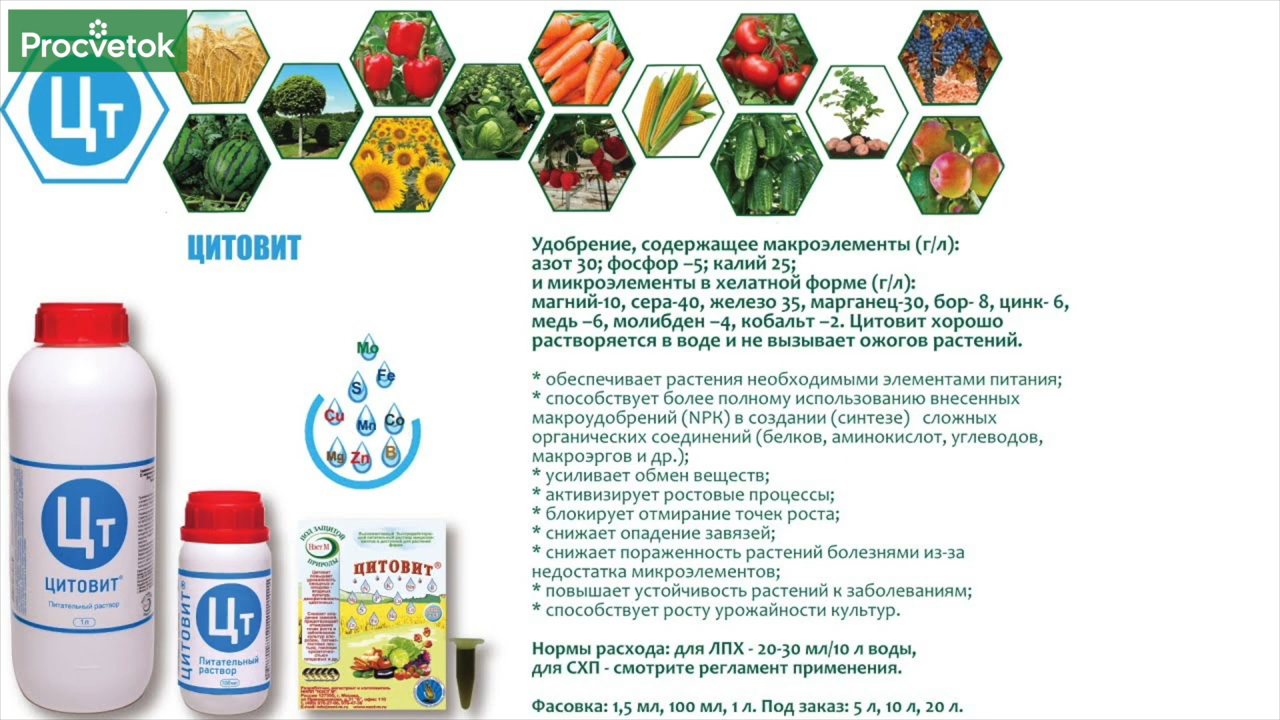 Procvetok
Цт
ЦИТОВИТ
Удобрение, содержащее макроэлементы (г/л):
азот 30; фосфор –5; калий 25;
и микроэлементы в хелатной форме (г/л):
магний-10, сера-40, железо 35, марганец-30, бор- 8, цинк- 6,
медь –6, молибден –4, кобальт –2. Цитовит хорошо
растворяется в воде и не вызывает ожогов растений.
* обеспечивает растения необходимыми элементами питания;
* способствует более полному использованию внесенных
макроудобрений (NPK) в создании (синтезе) сложных
органических соединений (белков, аминокислот, углеводов,
макроэргов и др.);
* усиливает обмен веществ;
* активизирует ростовые процессы;
* блокирует отмирание точек роста;
* снижает опадение завязей;
* снижает пораженность растений болезнями из-за
недостатка микроэлементов;
* повышает устойчивость растений к заболеваниям;
* способствует росту урожайности культур.
Нормы расхода: для ЛПХ - 20-30 мл/10 л воды,
для СХП - смотрите регламент применения.
Фасовка: 1,5 мл, 100 мл, 1 л. Под заказ: 5 л, 10 л, 20 л.
Mo
S Fe
Cu Mn Co
Mg Zn B
Цт
ЦИТОВИТ®
Питательный раствор
1 л
ЦИТОВИТ®
Цт
Питательный
раствор
100 мл
ПОД ЗАЩИТОЙ
Нэст М
ПРИРОДЫ
ЦИТОВИТ®